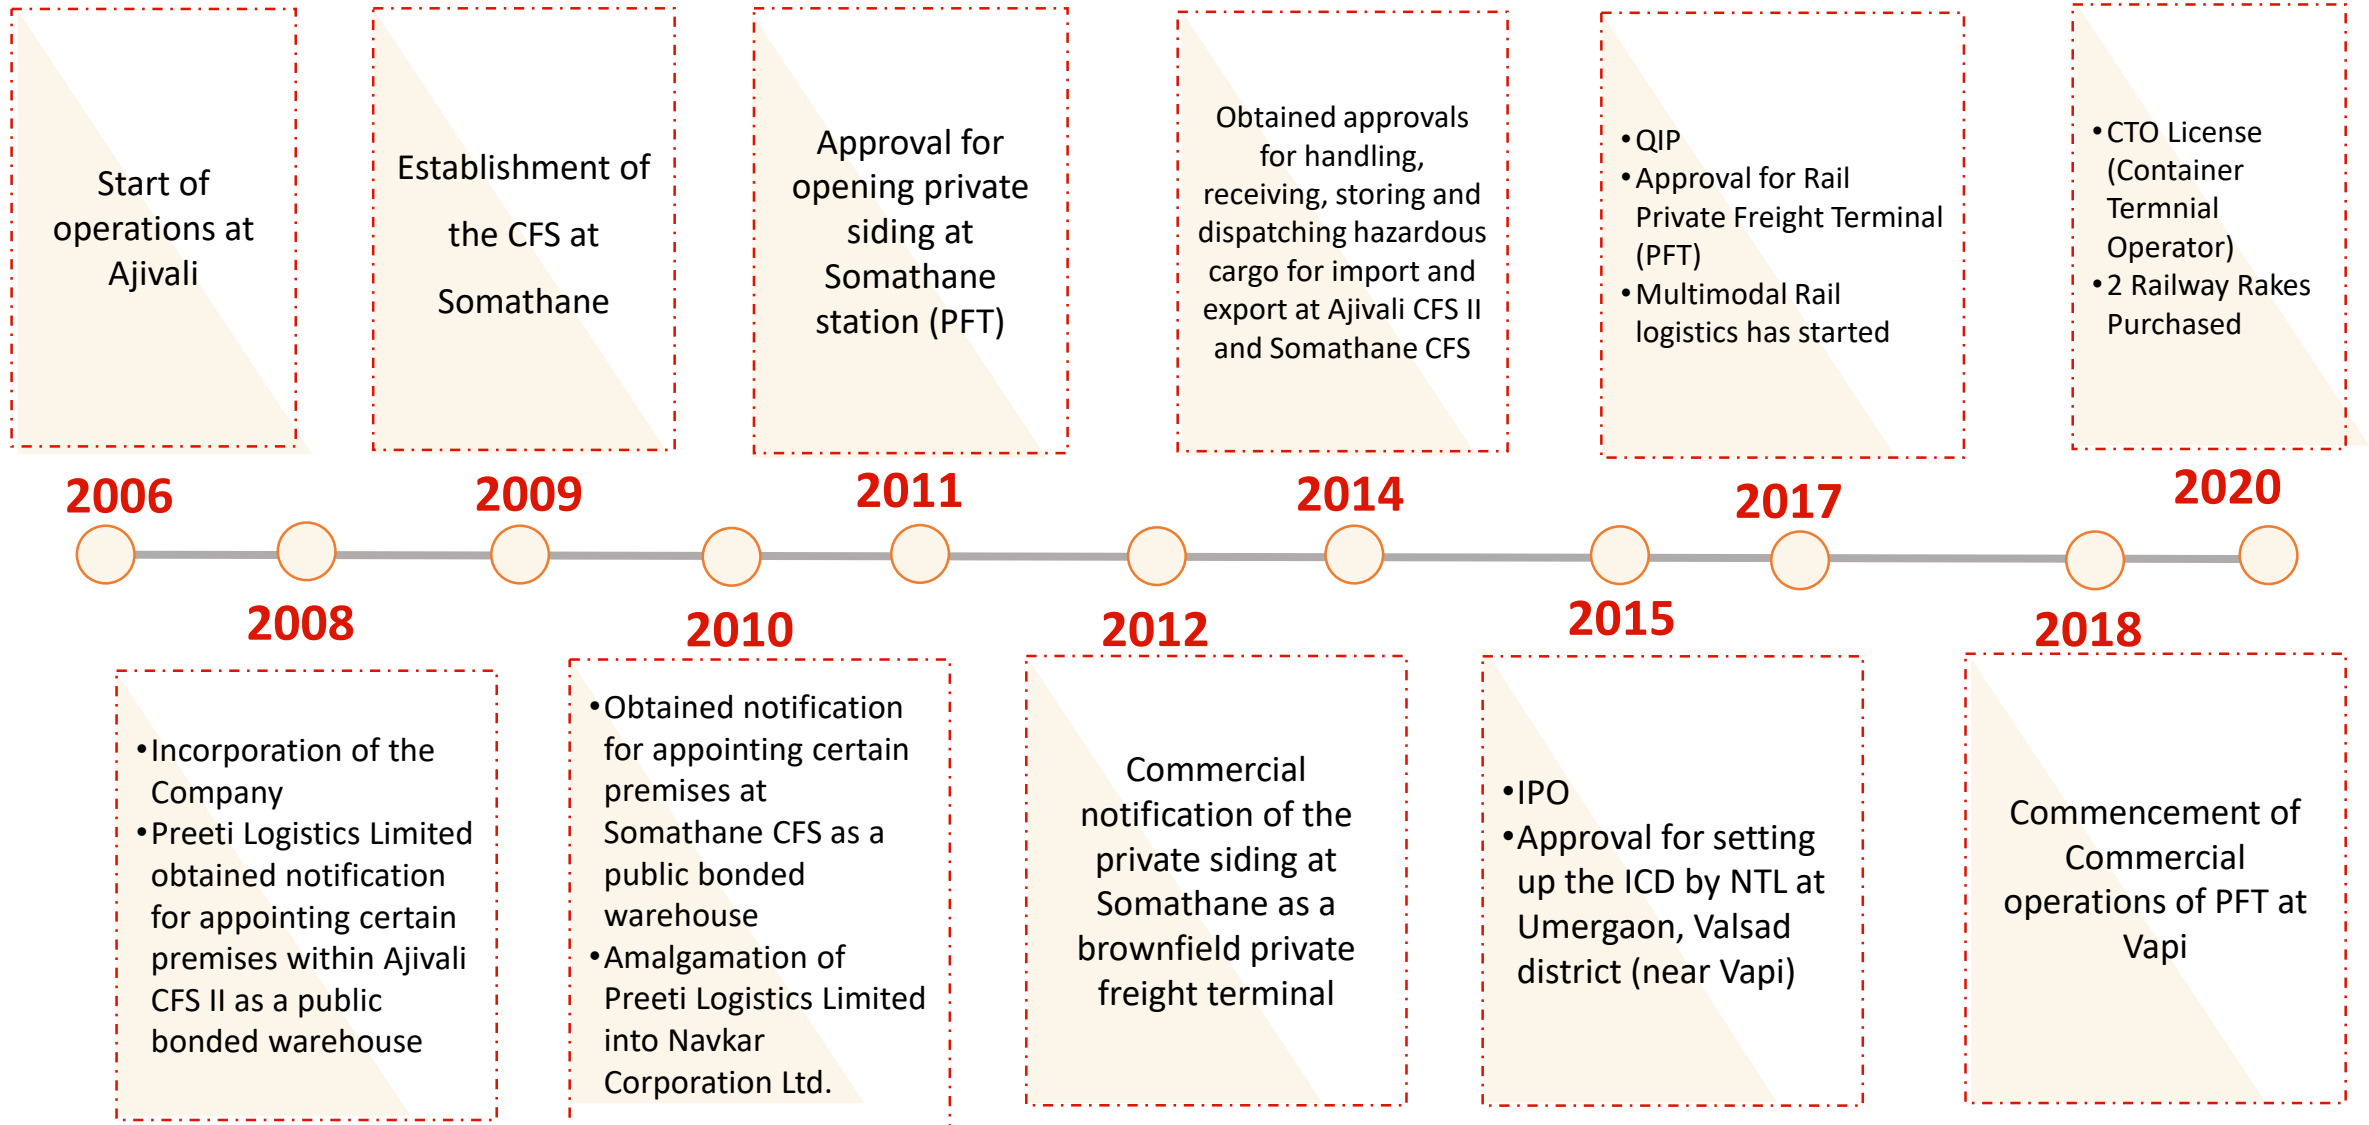 Start of
operations at
Ajivali
2006
•Incorporation of the
Company
•Preeti Logistics Limited
obtained notification
for appointing certain
premises within Ajivali
CFS II as a public
bonded warehouse
2008
Establishment of
the CFS at
Somathane
2009
•Obtained notification
for appointing certain
premises at
Somathane CFS as a
public bonded
warehouse
•Amalgamation of
Preeti Logistics Limited
into Navkar
Corporation Ltd.
2010
Approval for
opening private
siding at
Somathane
station (PFT)
2011
Commercial
notification of the
private siding at
Somathane as a
brownfield private
freight terminal
2012
Obtained approvals
for handling,
receiving, storing and
dispatching hazardous
cargo for import and
export at Ajivali CFS II
and Somathane CFS
2014
•IPO
•Approval for setting
up the ICD by NTL at
Umergaon, Valsad
district (near Vapi)
2015
•QIP
•Approval for Rail
Private Freight Terminal
(PFT)
•Multimodal Rail
logistics has started
2017
Commencement of
Commercial
operations of PFT at
Vapi
2018
•CTO License
(Container
Termnial
Operator)
•2 Railway Rakes
Purchased
2020